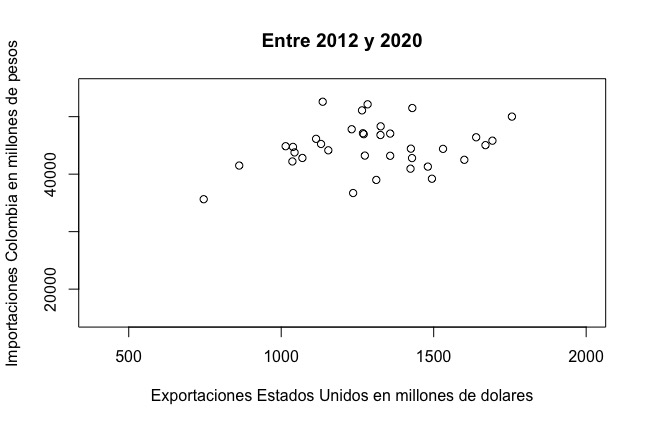 Entre 2012 y 2020
Importaciones Colombia en millones de pesos
40000
20000
500 1000 1500 2000
Exportaciones Estados Unidos en millones de dolares